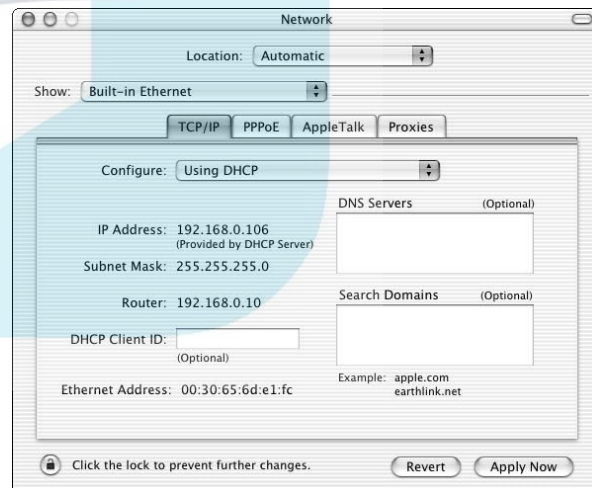 Network
Location: Automatic
Show: Built-in Ethernet
TCP/IP PPPoE AppleTalk Proxies
Configure: Using DHCP
DNS Servers (Optional)
IP Address: 192.168.0.106
(Provided by DHCP Server)
Subnet Mask: 255.255.255.0
Router: 192.168.0.10
Search Domains (Optional)
DHCP Client ID:
(Optional)
Example: apple.com
earthlink.net
Ethernet Address: 00:30:65:6d:e1:fc
Click the lock to prevent further changes.
Revert Apply Now